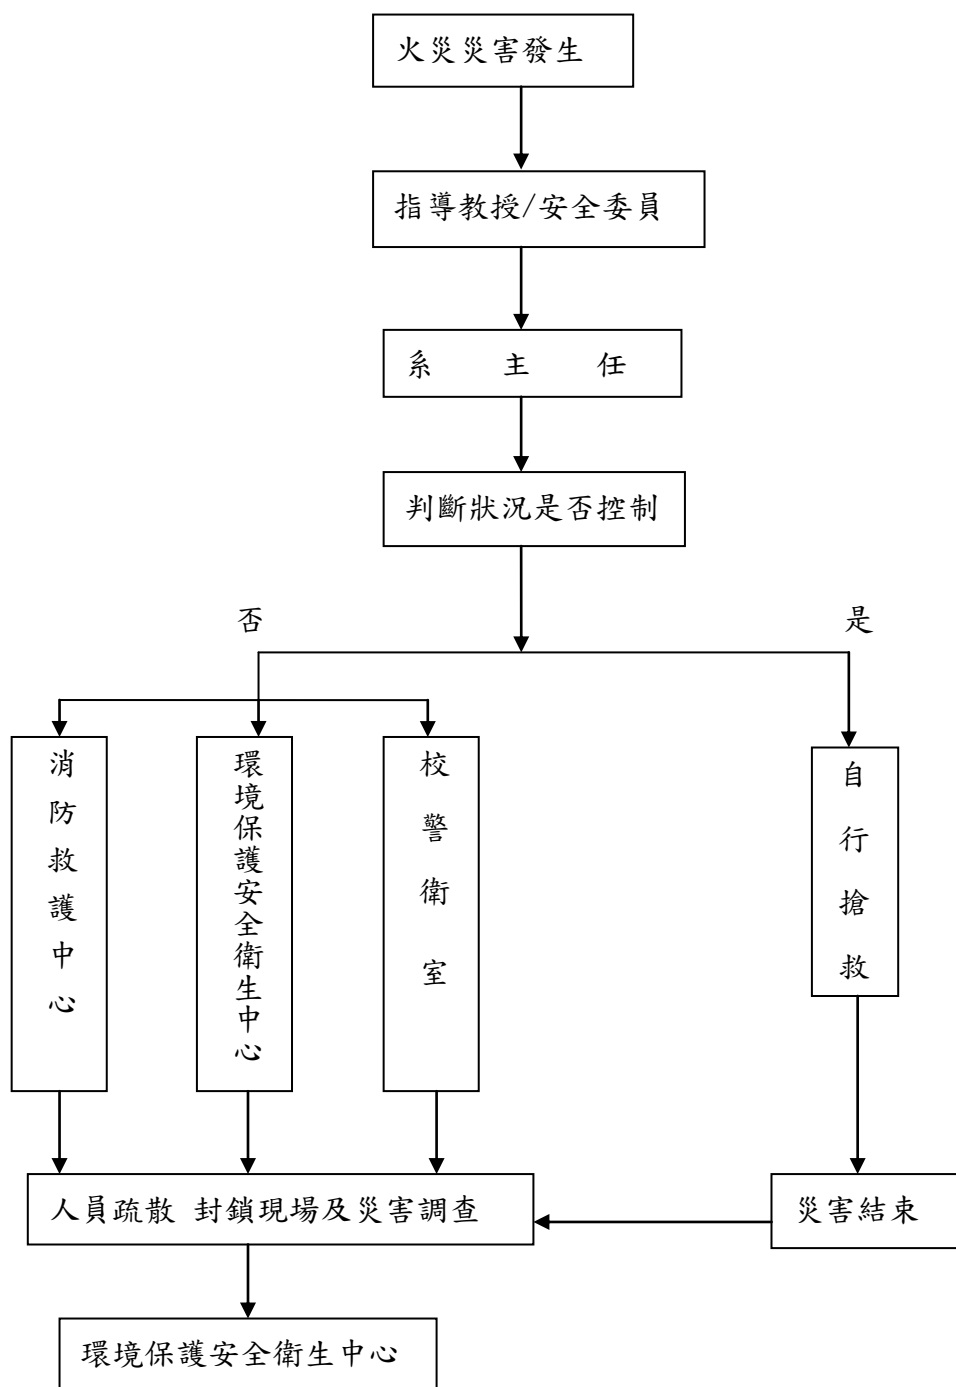 火災災害發生
指導教授/安全委員
系 主 任
判斷狀況是否控制
否
是
消防救護中心
環境保護安全衛生中心
校警衛室
自行搶救
人員疏散 封鎖現場及災害調查
災害結束
環境保護安全衛生中心